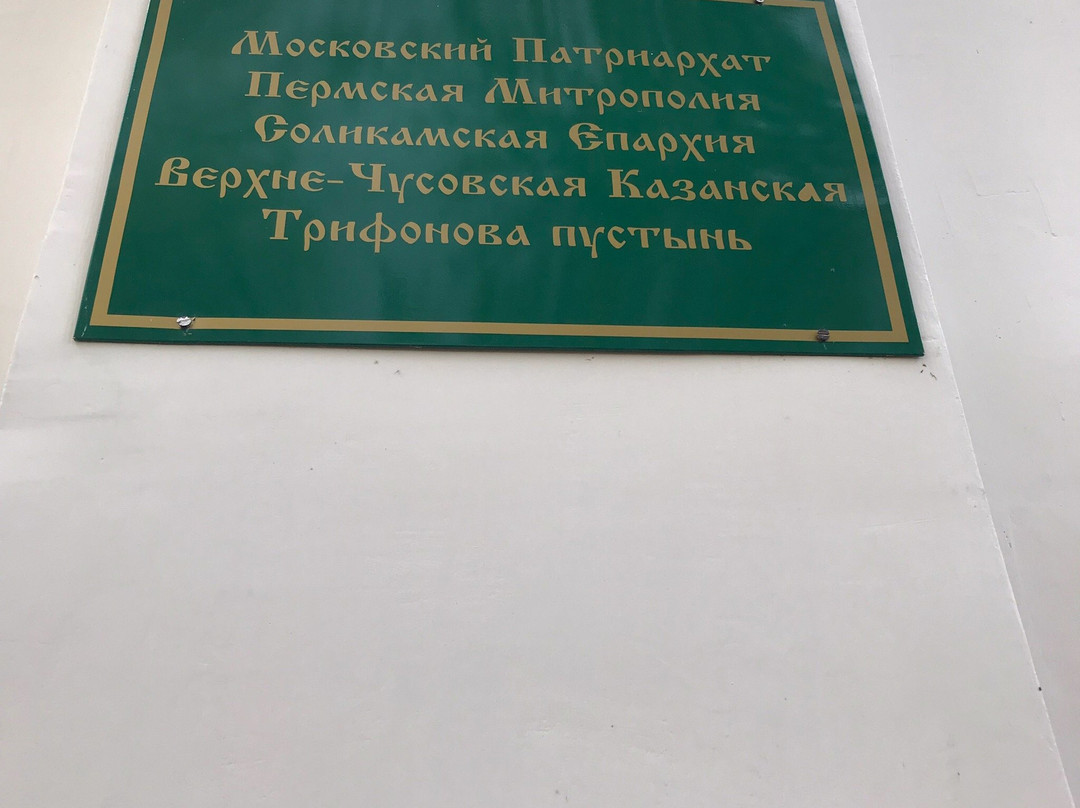 Московский Патриархат
Пермская Митрополия
Соликамская Епархия
Верхне-Чусовская Казанская
Трифонова пустынь